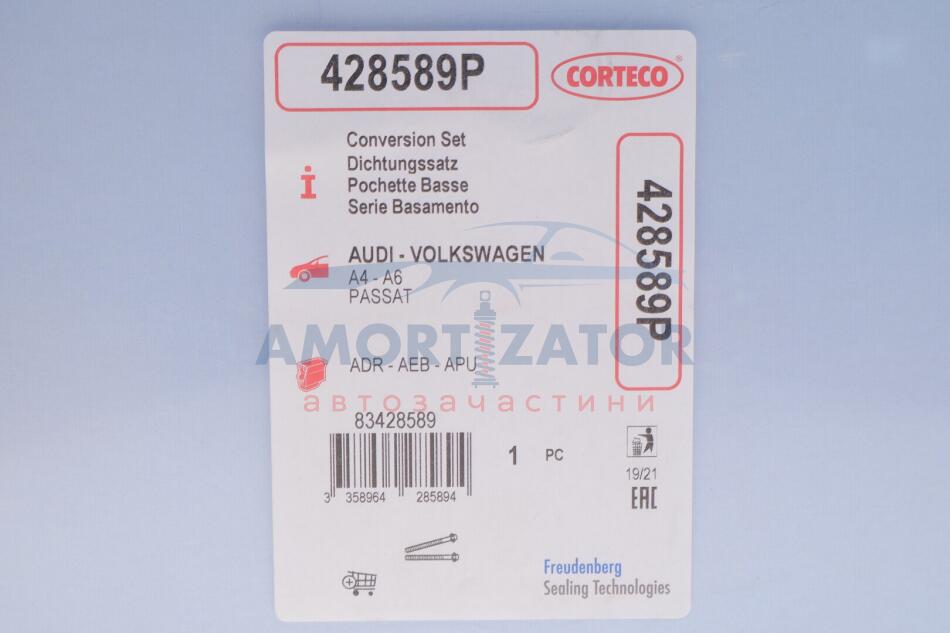 428589P
CORTECO®
Conversion Set
Dichtungssatz
Pochette Basse
Serie Basamento
428589P
AUDI - VOLKSWAGEN
A4 - A6
PASSAT
AMORTIZATOR
ADR - AEB - APU
автозачастини
83428589
1 PC
3 358964 285894
19/21
EAC
Freudenberg
Sealing Technologies